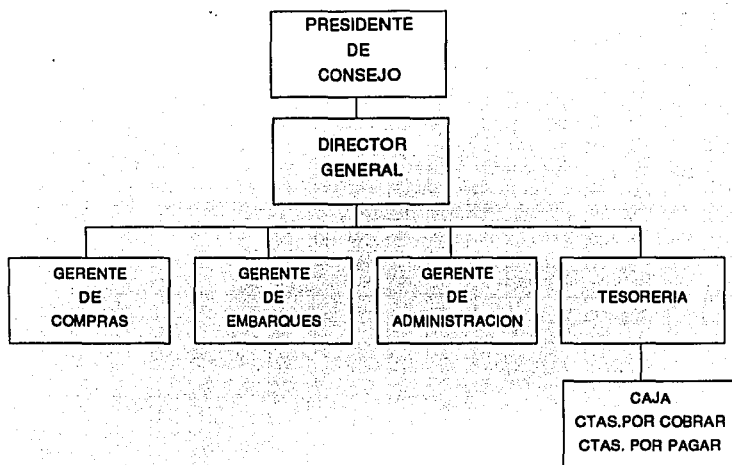 PRESIDENTE
DE
CONSEJO
DIRECTOR
GENERAL
GERENTE
DE
COMPRAS
GERENTE
DE
EMBARQUES
GERENTE
DE
ADMINISTRACION
TESORERIA
CAJA
CTAS.POR COBRAR
CTAS. POR PAGAR